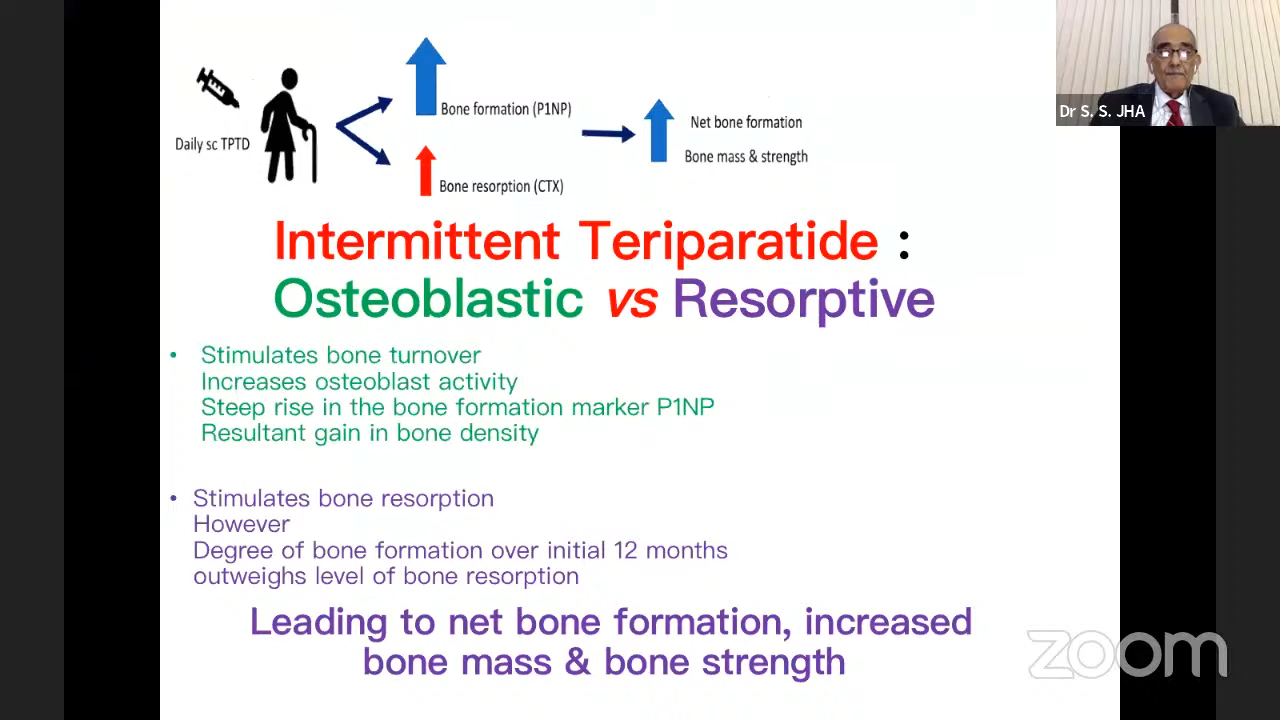 Dr S. S. JHA
Daily sc TPTD
Bone formation (P1NP)
Bone resorption (CTX)
Net bone formation
Bone mass & strength
Intermittent Teriparatide :
Osteoblastic vs Resorptive
• Stimulates bone turnover
Increases osteoblast activity
Steep rise in the bone formation marker P1NP
Resultant gain in bone density
• Stimulates bone resorption
However
Degree of bone formation over initial 12 months
outweighs level of bone resorption
Leading to net bone formation, increased
bone mass & bone strength
zoom